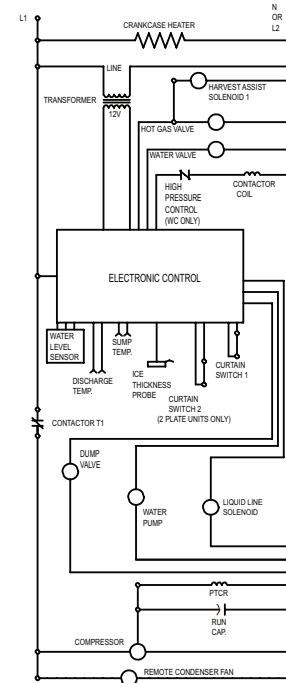 N
L1
OR
L2
CRANKCASE HEATER
LINE
HARVEST ASSIST
SOLENOID 1
TRANSFORMER
12V
HOT GAS VALVE
WATER VALVE
HIGH
PRESSURE
CONTROL
(WC ONLY)
CONTACTOR
COIL
ELECTRONIC CONTROL
WATER
LEVEL
SENSOR
SUMP
TEMP.
DISCHARGE
TEMP.
ICE
THICKNESS
PROBE
CURTAIN
SWITCH 1
CURTAIN
SWITCH 2
(2 PLATE UNITS ONLY)
CONTACTOR T1
DUMP
VALVE
WATER
PUMP
LIQUID LINE
SOLENOID
PTCR
RUN
CAP.
COMPRESSOR
REMOTE CONDENSER FAN